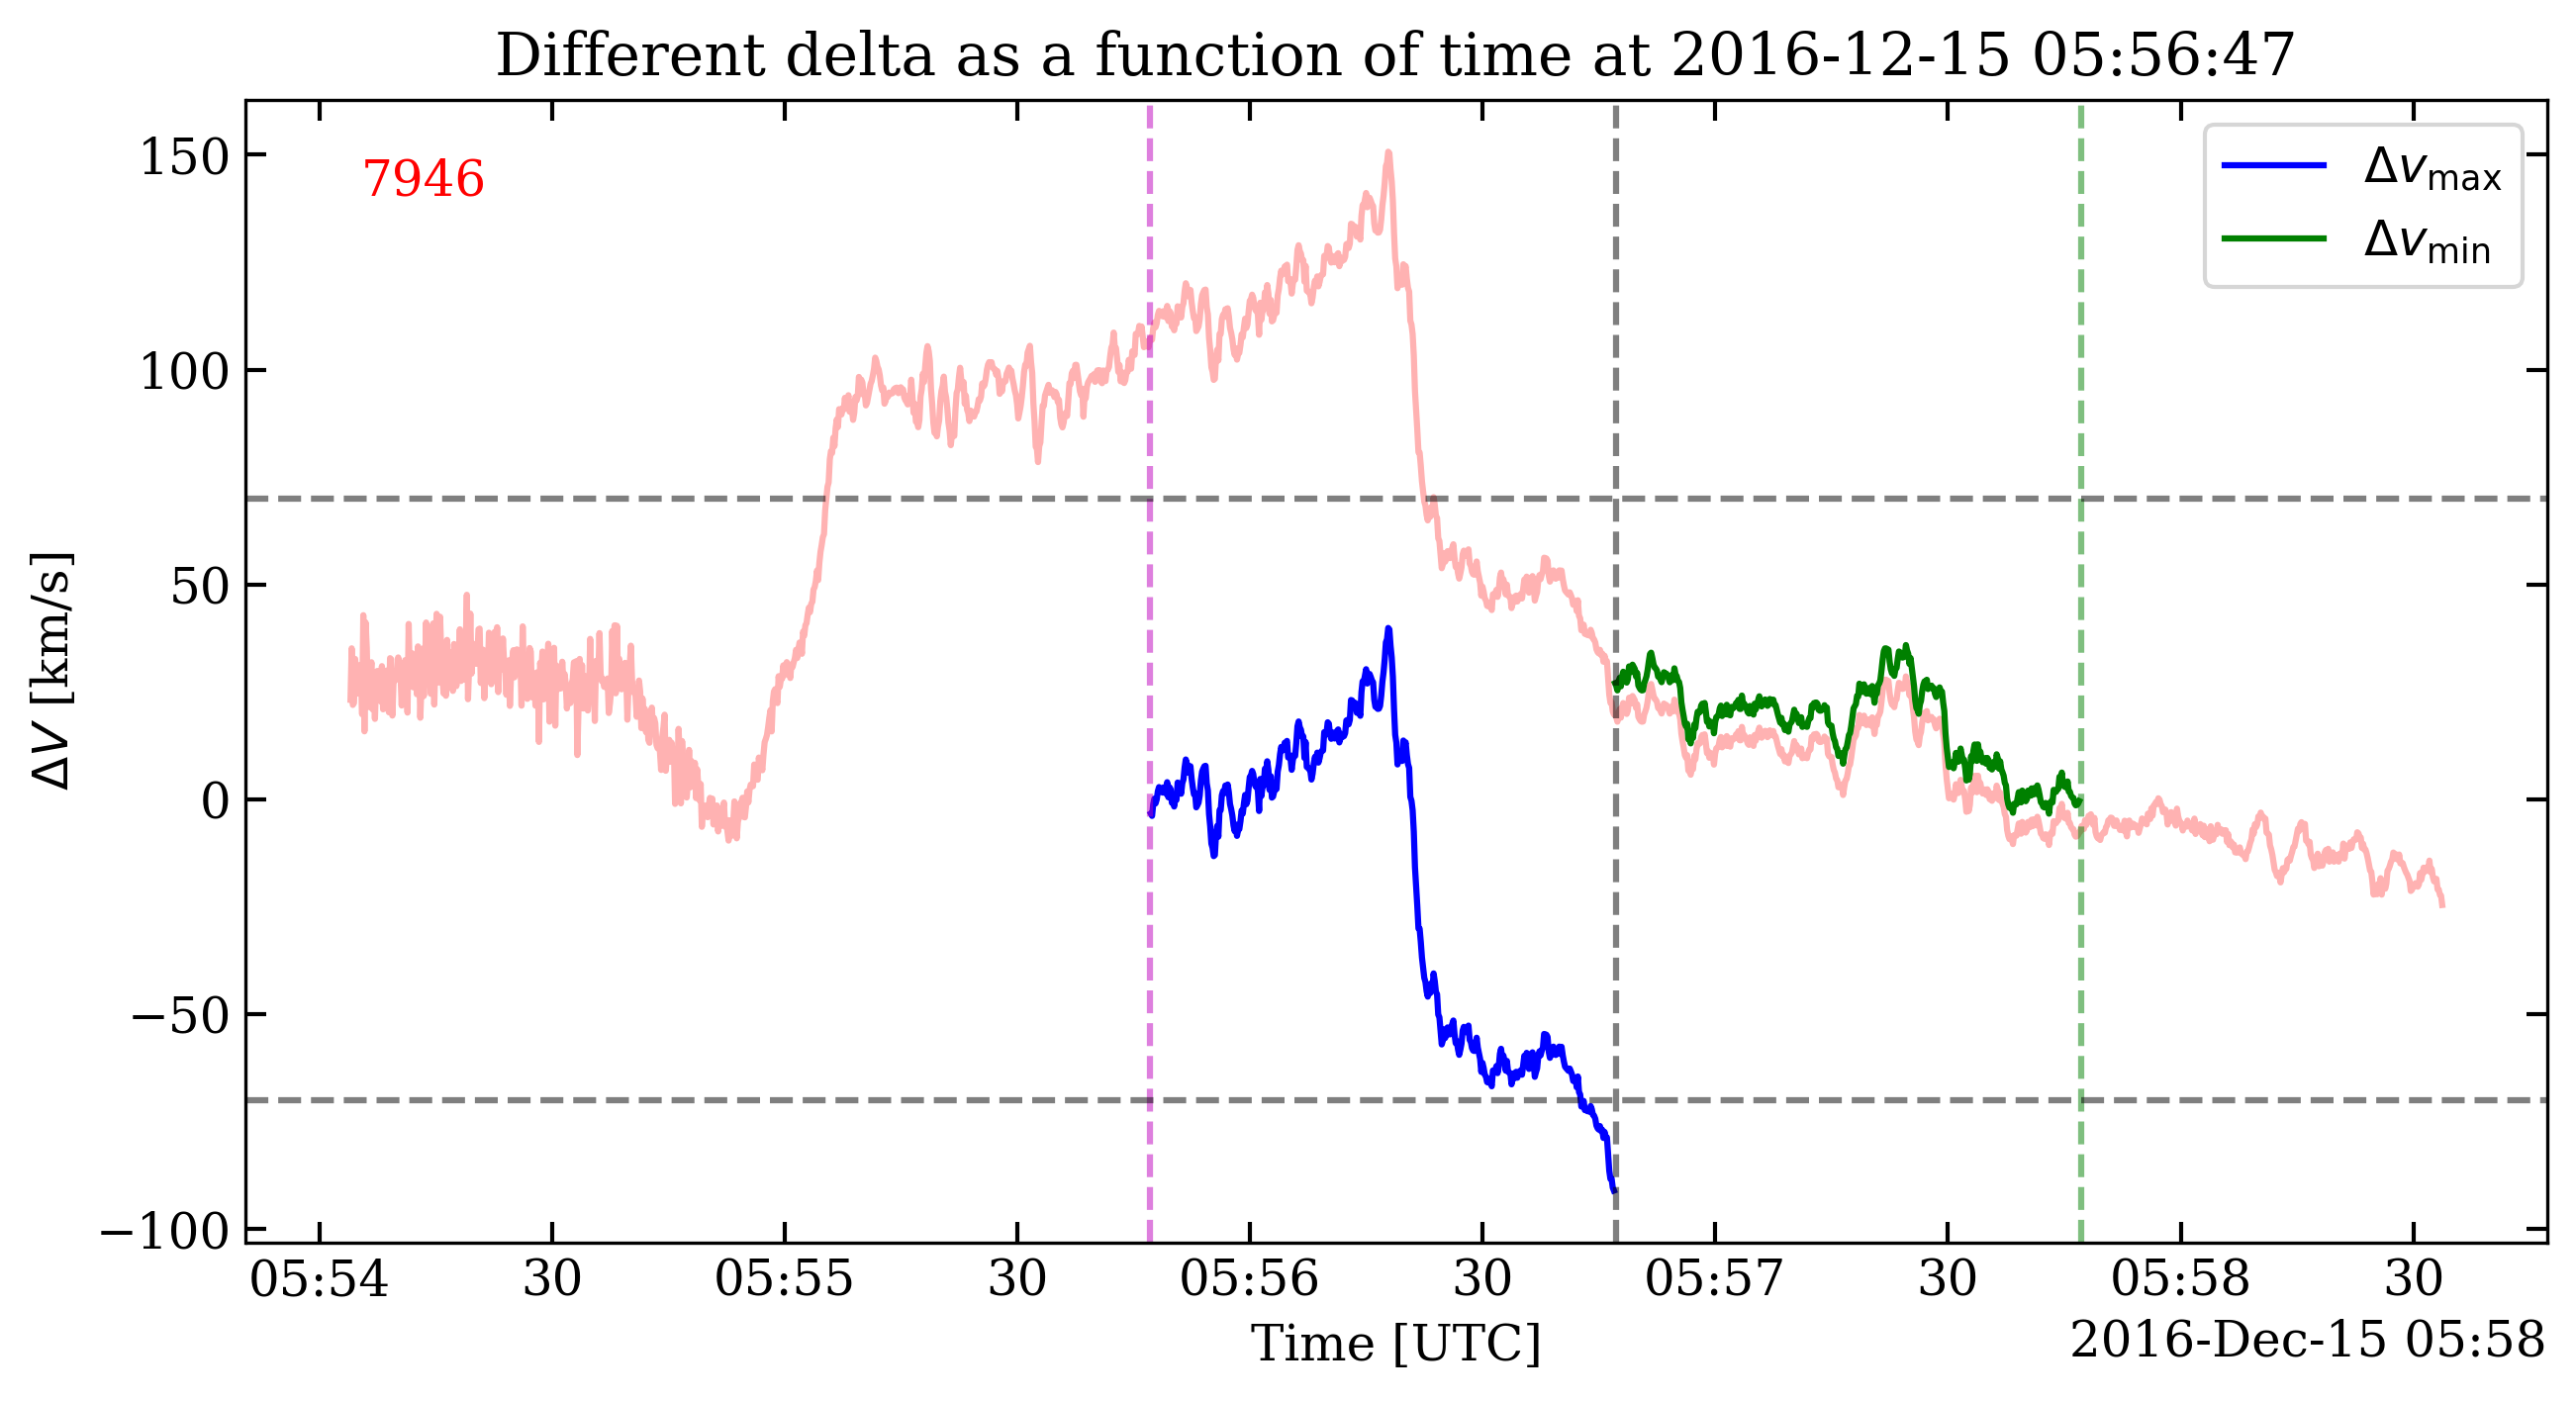 Different delta as a function of time at 2016-12-15 05:56:47
7946
Δv_max
Δv_min
ΔV [km/s]
150
100
50
0
−50
−100
05:54 30 05:55 30 05:56 30 05:57 30 05:58 30
Time [UTC]
2016-Dec-15 05:58